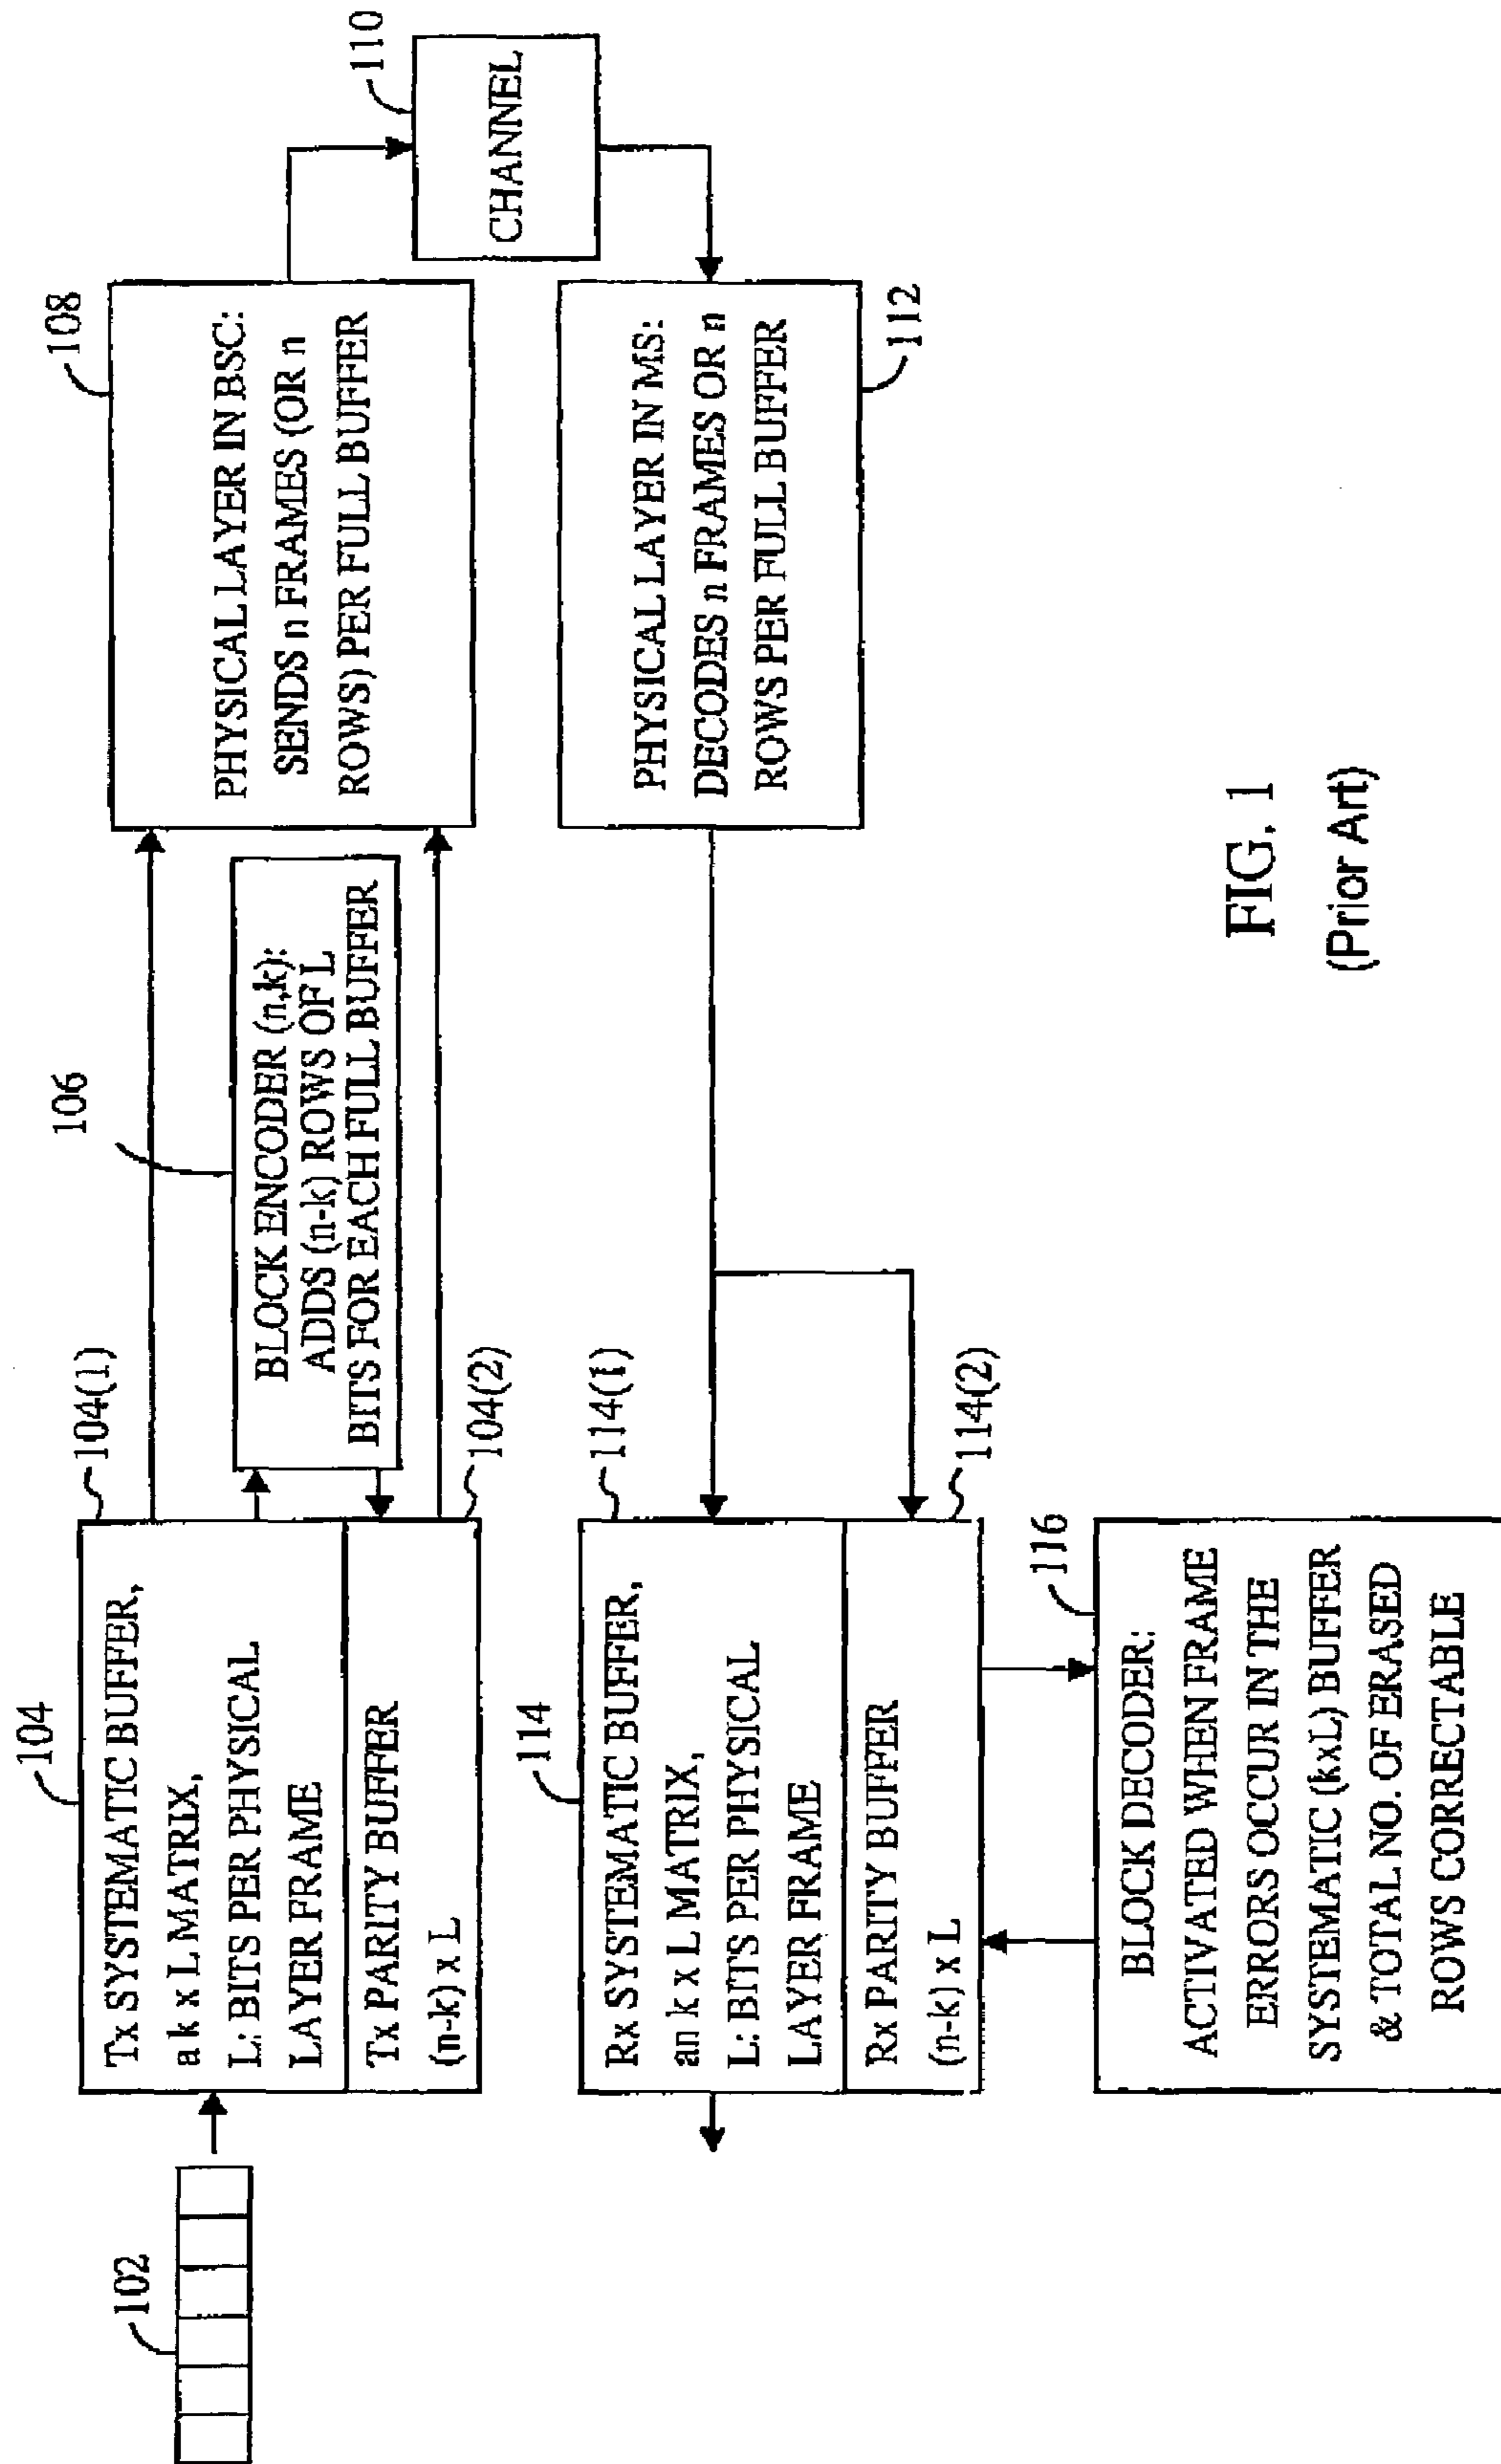 102
104
104(1)
Tx SYSTEMATIC BUFFER,
a k x L MATRIX,
L: BITS PER PHYSICAL
LAYER FRAME
Tx PARITY BUFFER
(n-k) x L
104(2)
106
BLOCK ENCODER (n,k):
ADDS (n-k) ROWS OF L
BITS FOR EACH FULL BUFFER
108
PHYSICAL LAYER IN BSC:
SENDS n FRAMES (OR n
ROWS) PER FULL BUFFER
110
CHANNEL
PHYSICAL LAYER IN MS:
DECODES n FRAMES OR n
ROWS PER FULL BUFFER
112
114
114(1)
Rx SYSTEMATIC BUFFER,
an k x L MATRIX,
L: BITS PER PHYSICAL
LAYER FRAME
Rx PARITY BUFFER
(n-k) x L
114(2)
116
BLOCK DECODER:
ACTIVATED WHEN FRAME
ERRORS OCCUR IN THE
SYSTEMATIC (kxL) BUFFER
& TOTAL NO. OF ERASED
ROWS CORRECTABLE
FIG. 1
(Prior Art)